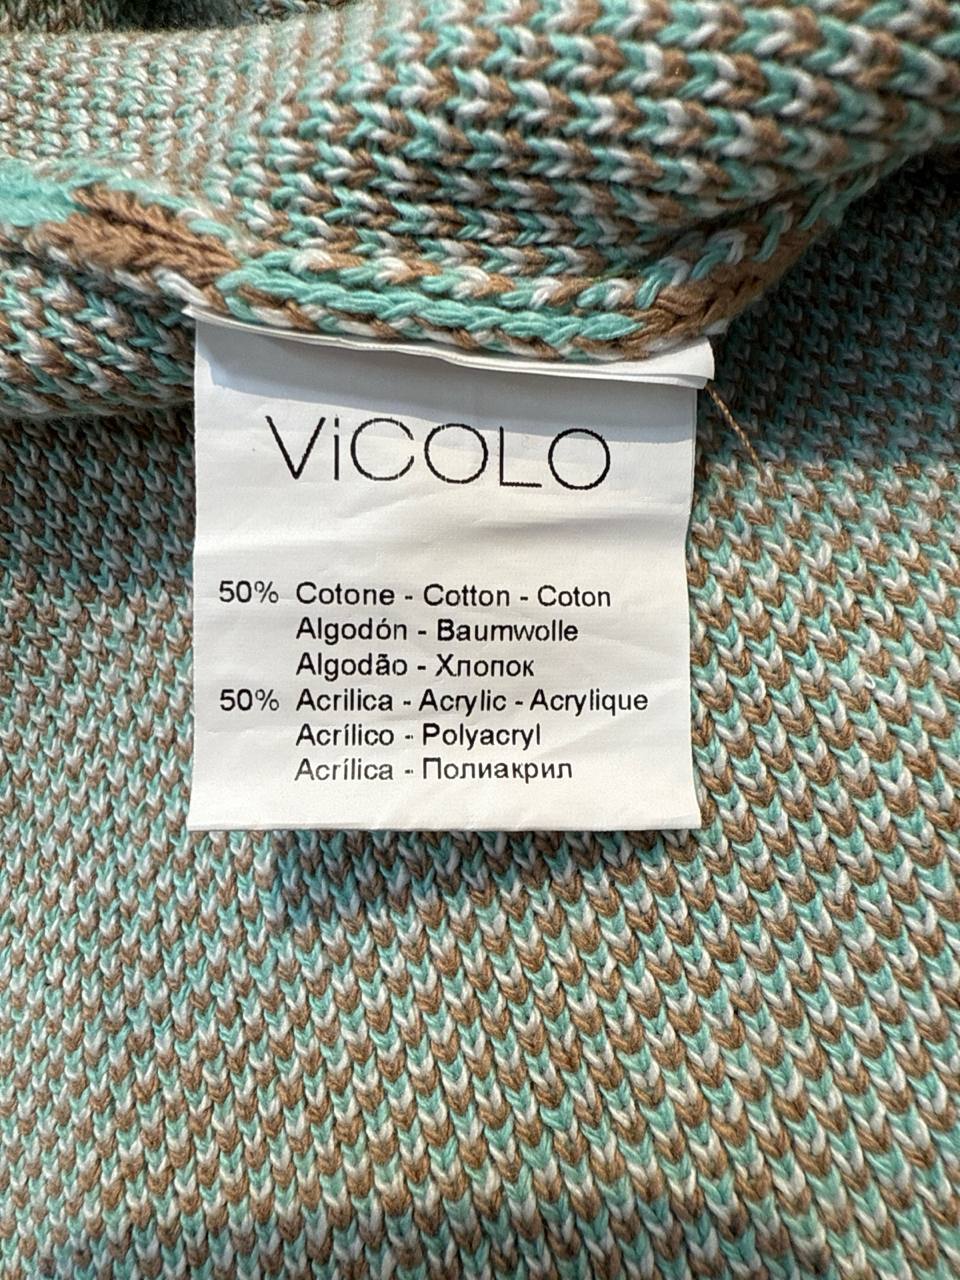 ViCOLO
50% Cotone - Cotton - Coton
Algodón - Baumwolle
Algodão - Хлопок
50% Acrilica - Acrylic - Acrylique
Acrílico - Polyacryl
Acrílica - Полиакрил